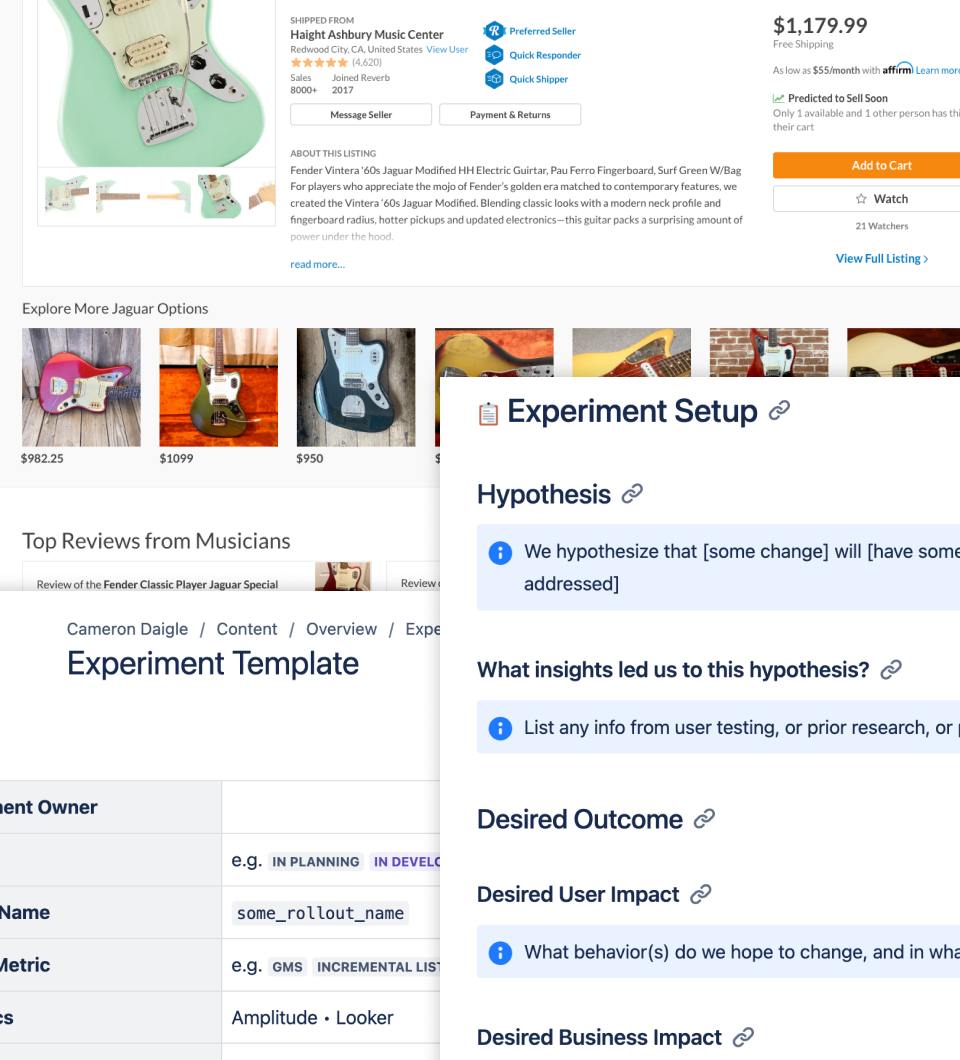 SHIPPED FROM
Haight Ashbury Music Center
Redwood City, CA, United States View User
(4,620)
Sales Joined Reverb
8000+ 2017
Message Seller
Payment & Returns
Preferred Seller
Quick Responder
Quick Shipper
$1,179.99
Free Shipping
As low as $55/month with affirm Learn more
Predicted to Sell Soon
Only 1 available and 1 other person has thi
their cart
Add to Cart
Watch
21 Watchers
View Full Listing
ABOUT THIS LISTING
Fender Vintera '60s Jaguar Modified HH Electric Guirtar, Pau Ferro Fingerboard, Surf Green W/Bag
For players who appreciate the mojo of Fender's golden era matched to contemporary features, we
created the Vintera '60s Jaguar Modified. Blending classic looks with a modern neck profile and
fingerboard radius, hotter pickups and updated electronics—this guitar packs a surprising amount of
power under the hood.
read more...
Explore More Jaguar Options
$982.25
$1099
$950
$
Top Reviews from Musicians
Review of the Fender Classic Player Jaguar Special
Review
Cameron Daigle / Content / Overview / Expe
Experiment Template
ment Owner
e.g. IN PLANNING IN DEVELO
Name
some_rollout_name
Metric
e.g. GMS INCREMENTAL LIST
cs
Amplitude • Looker
📋 Experiment Setup
Hypothesis
We hypothesize that [some change] will [have some
addressed]
What insights led us to this hypothesis?
List any info from user testing, or prior research, or p
Desired Outcome
Desired User Impact
What behavior(s) do we hope to change, and in wha
Desired Business Impact